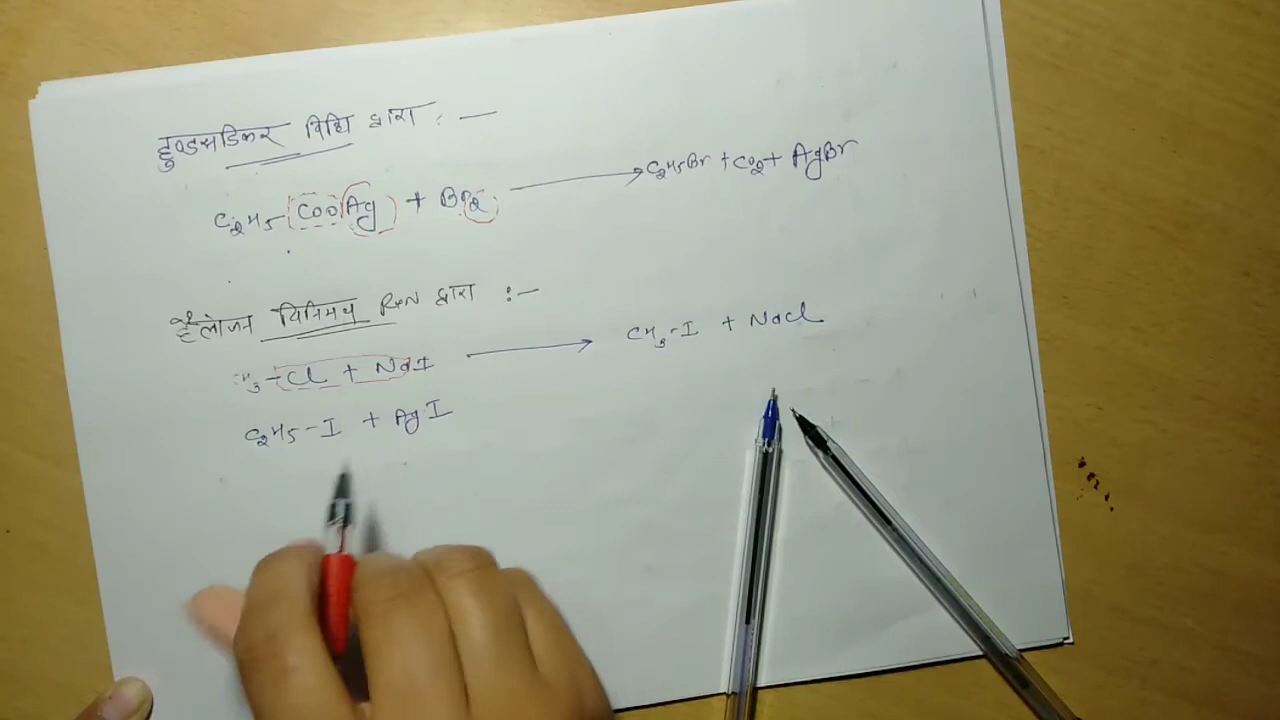 हुण्डसडिकर विधि द्वारा : —
C2H5 COOAg + Br2 → C2H5Br + CO2 + AgBr
हैलोजन विनिमय Rxn द्वारा :—
CH3-Cl + NaI → CH3-I + NaCl
C2H5-I + AgI